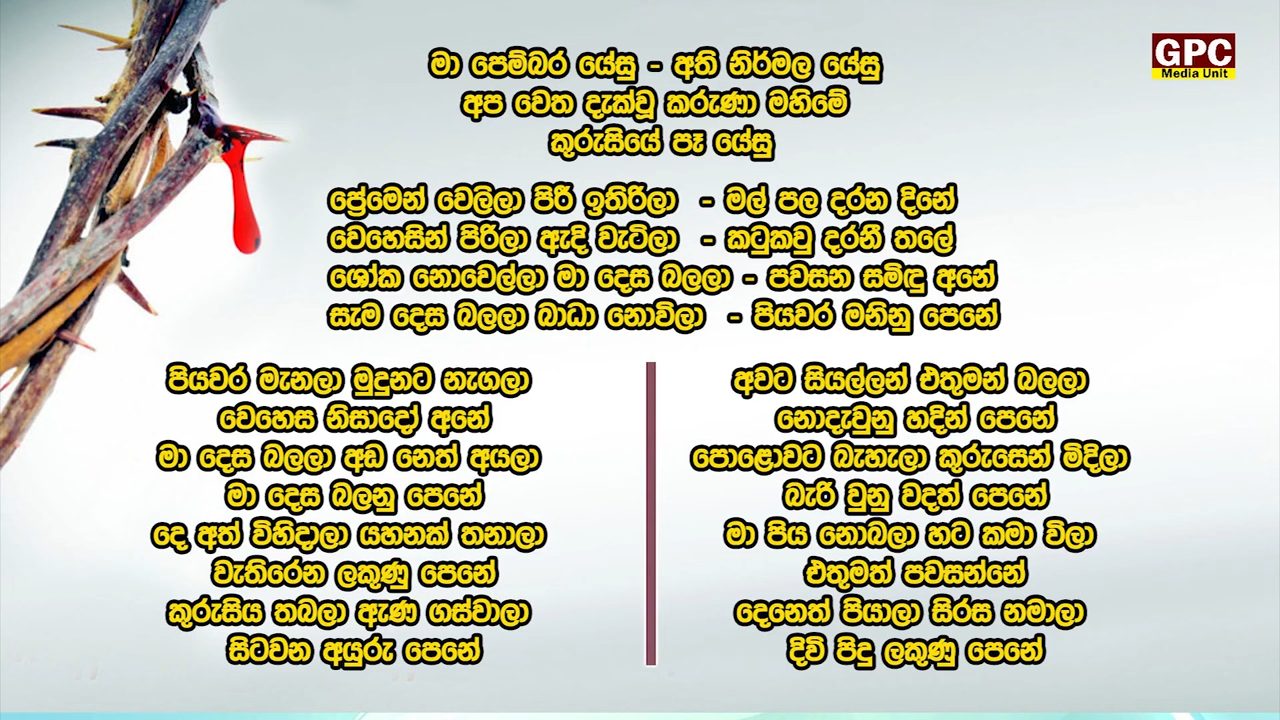 GPC
Media Unit
මා පෙම්බර යේසු - අති නිර්මල යේසු
අප වෙත දැක්වූ කරුණා මහිමේ
කුරුසියේ පෑ යේසු
ප්‍රේමෙන් වෙලිලා පිරී ඉතිරිලා - මල් පල දරන දිනේ
වෙහෙසින් පිරිලා ඇදි වැටිලා - කටුකවු දරනී තලේ
ශෝක නොවෙල්ලා මා දෙස බලලා - පවසන සමිඳු අනේ
සැම දෙස බලලා බාධා නොවිලා - පියවර මනිනු පෙනේ
පියවර මැනලා මුදුනට නැගලා
වෙහෙස නිසාදෝ අනේ
මා දෙස බලලා අඩ නෙත් අයලා
මා දෙස බලනු පෙනේ
දෙ අත් විහිදාලා යහනක් තනාලා
වැතිරෙන ලකුණු පෙනේ
කුරුසිය තබලා ඇණ ගස්වාලා
සිටවන අයුරු පෙනේ
අවට සියල්ලන් එතුමන් බලලා
නොදැවුනු හදින් පෙනේ
පොළොවට බැහැලා කුරුසෙන් මිදිලා
බැරි වුනු වදත් පෙනේ
මා පිය නොබලා හට කමා විලා
එතුමත් පවසන්නේ
දෙනෙත් පියාලා සිරස නමාලා
දිවි පිදු ලකුණු පෙනේ